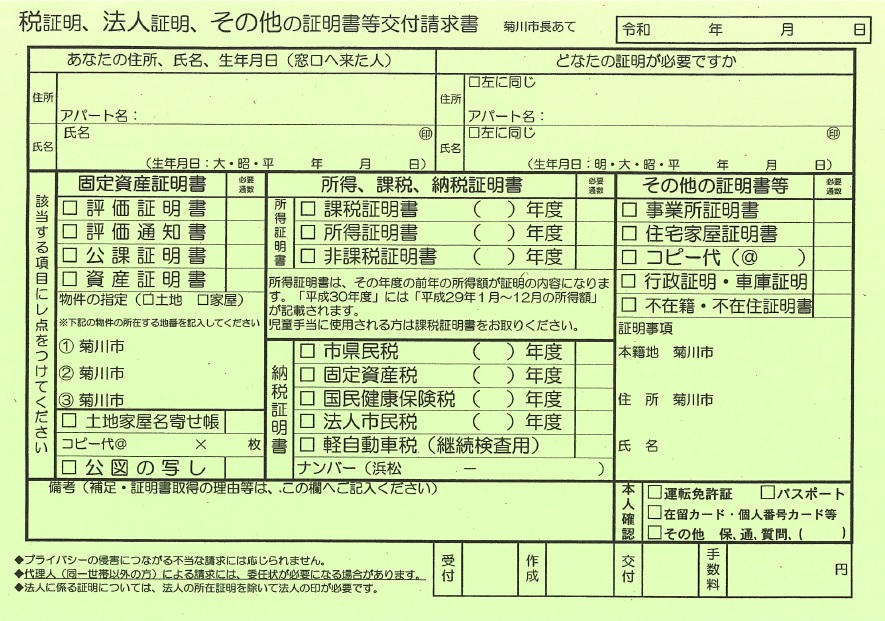 税証明、法人証明、その他の証明書等交付請求書　菊川市長あて　令和　年　月　日
あなたの住所、氏名、生年月日（窓口へ来た人）
どなたの証明が必要ですか
住所
アパート名：
住所
□左に同じ
アパート名：
氏名
氏名　㊞
（生年月日：大・昭・平　年　月　日）
氏名
□左に同じ　㊞
（生年月日：明・大・昭・平　年　月　日）
該当する項目にレ点をつけてください
固定資産証明書　必要通数
□ 評価証明書
□ 評価通知書
□ 公課証明書
□ 資産証明書
物件の指定（□土地　□家屋）
※下記の物件の所在する地番を記入してください
① 菊川市
② 菊川市
③ 菊川市
□ 土地家屋名寄せ帳
コピー代@　×　枚
□ 公図の写し
所得、課税、納税証明書　必要通数
所得証明書
□ 課税証明書　（　）年度
□ 所得証明書　（　）年度
□ 非課税証明書　（　）年度
所得証明書は、その年度の前年の所得額が証明の内容になりま
す。「平成30年度」には「平成29年1月～12月の所得額」
が記載されます。
児童手当に使用される方は課税証明書をお取りください。
納税証明書
□ 市県民税　（　）年度
□ 固定資産税　（　）年度
□ 国民健康保険税　（　）年度
□ 法人市民税　（　）年度
□ 軽自動車税（継続検査用）
ナンバー（浜松　－　）
その他の証明書等　必要通数
□ 事業所証明書
□ 住宅家屋証明書
□ コピー代（@　）
□ 行政証明・車庫証明
□ 不在籍・不在住証明書
証明事項
本籍地　菊川市
住　所　菊川市
氏　名
備考（補足・証明書取得の理由等は、この欄へご記入ください）
本人確認
□運転免許証　□パスポート
□在留カード・個人番号カード等
□その他　保、通、質問、(　)
◆プライバシーの侵害につながる不当な請求には応じられません。
◆代理人（同一世帯以外の方）による請求には、委任状が必要になる場合があります。
◆法人に係る証明については、法人の所在証明を除いて法人の印が必要です。
受付　作成　交付　手数料　円